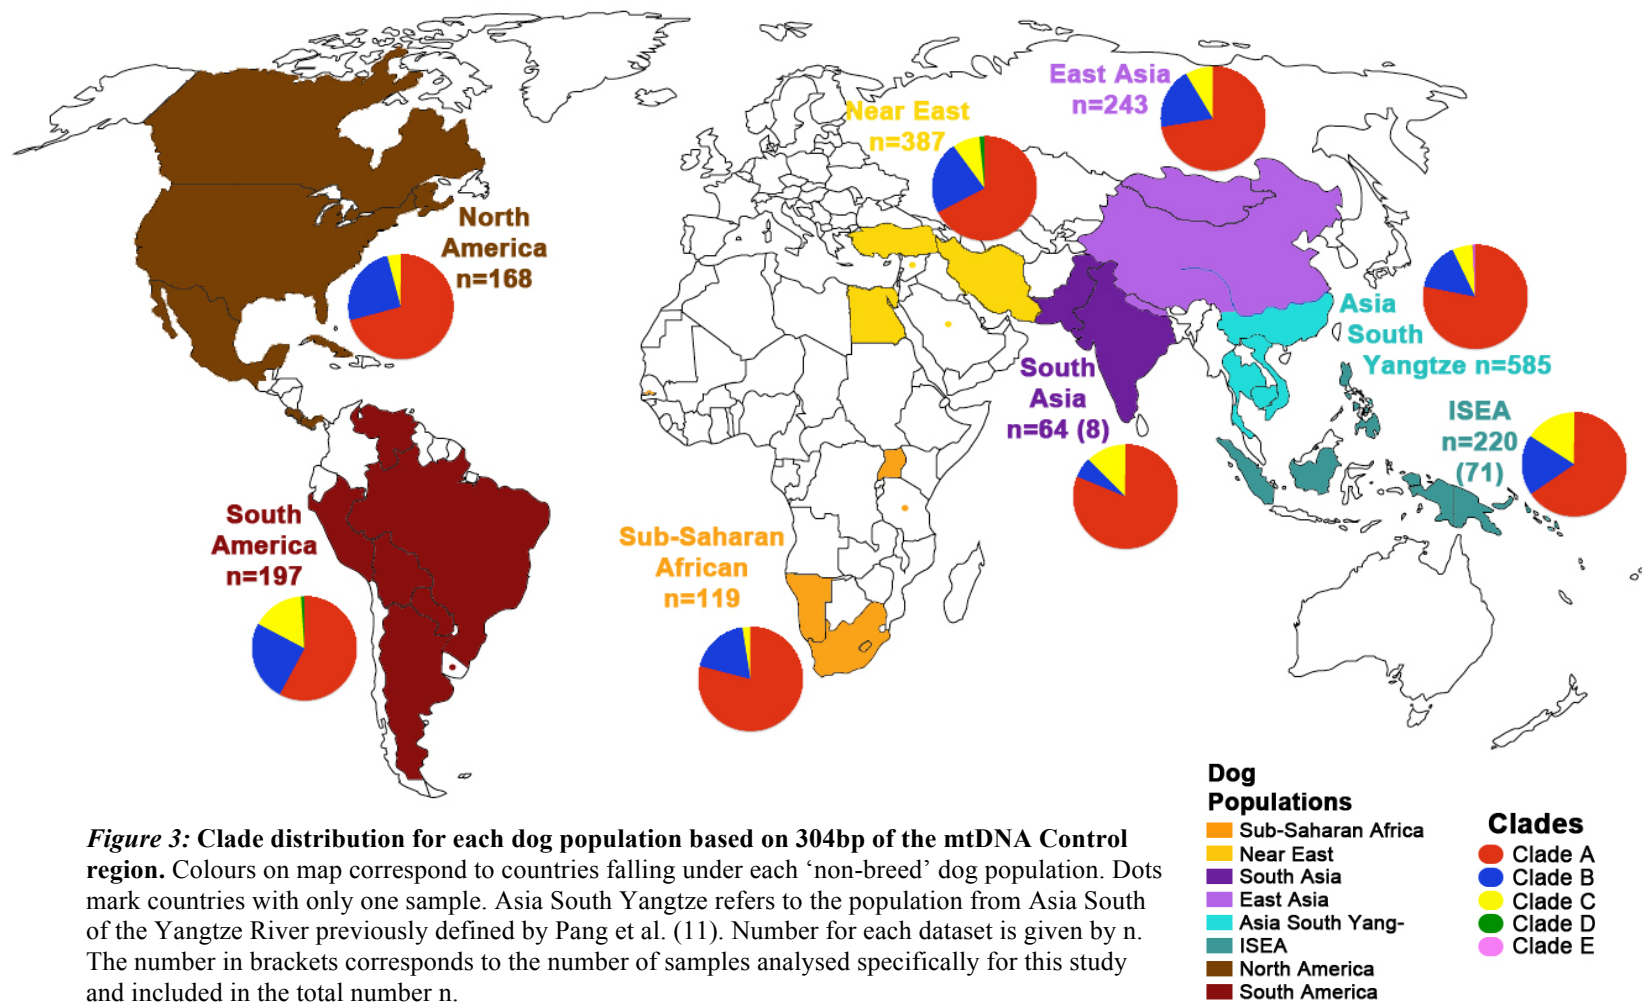 East Asia
n=243
Near East
n=387
North
America
n=168
Asia
South
Yangtze n=585
South
Asia
n=64 (8)
ISEA
n=220
(71)
South
America
n=197
Sub-Saharan
African
n=119
Dog
Populations
Sub-Saharan Africa
Near East
South Asia
East Asia
Asia South Yang-
ISEA
North America
South America
Clades
Clade A
Clade B
Clade C
Clade D
Clade E
Figure 3: Clade distribution for each dog population based on 304bp of the mtDNA Control
region. Colours on map correspond to countries falling under each ‘non-breed’ dog population. Dots
mark countries with only one sample. Asia South Yangtze refers to the population from Asia South
of the Yangtze River previously defined by Pang et al. (11). Number for each dataset is given by n.
The number in brackets corresponds to the number of samples analysed specifically for this study
and included in the total number n.